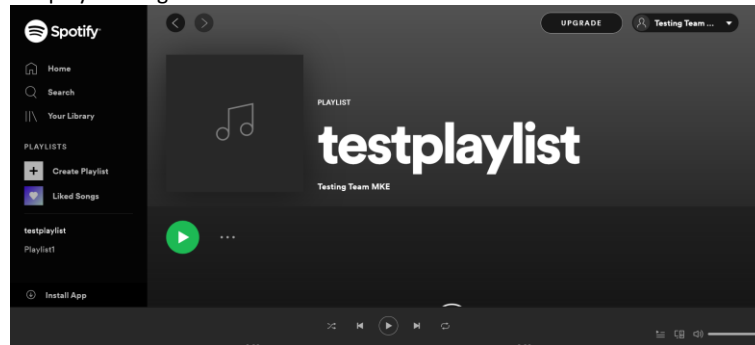 Spotify
Home
Search
Your Library
PLAYLISTS
Create Playlist
Liked Songs
testplaylist
Playlist1
Install App
UPGRADE
Testing Team ...
PLAYLIST
testplaylist
Testing Team MKE